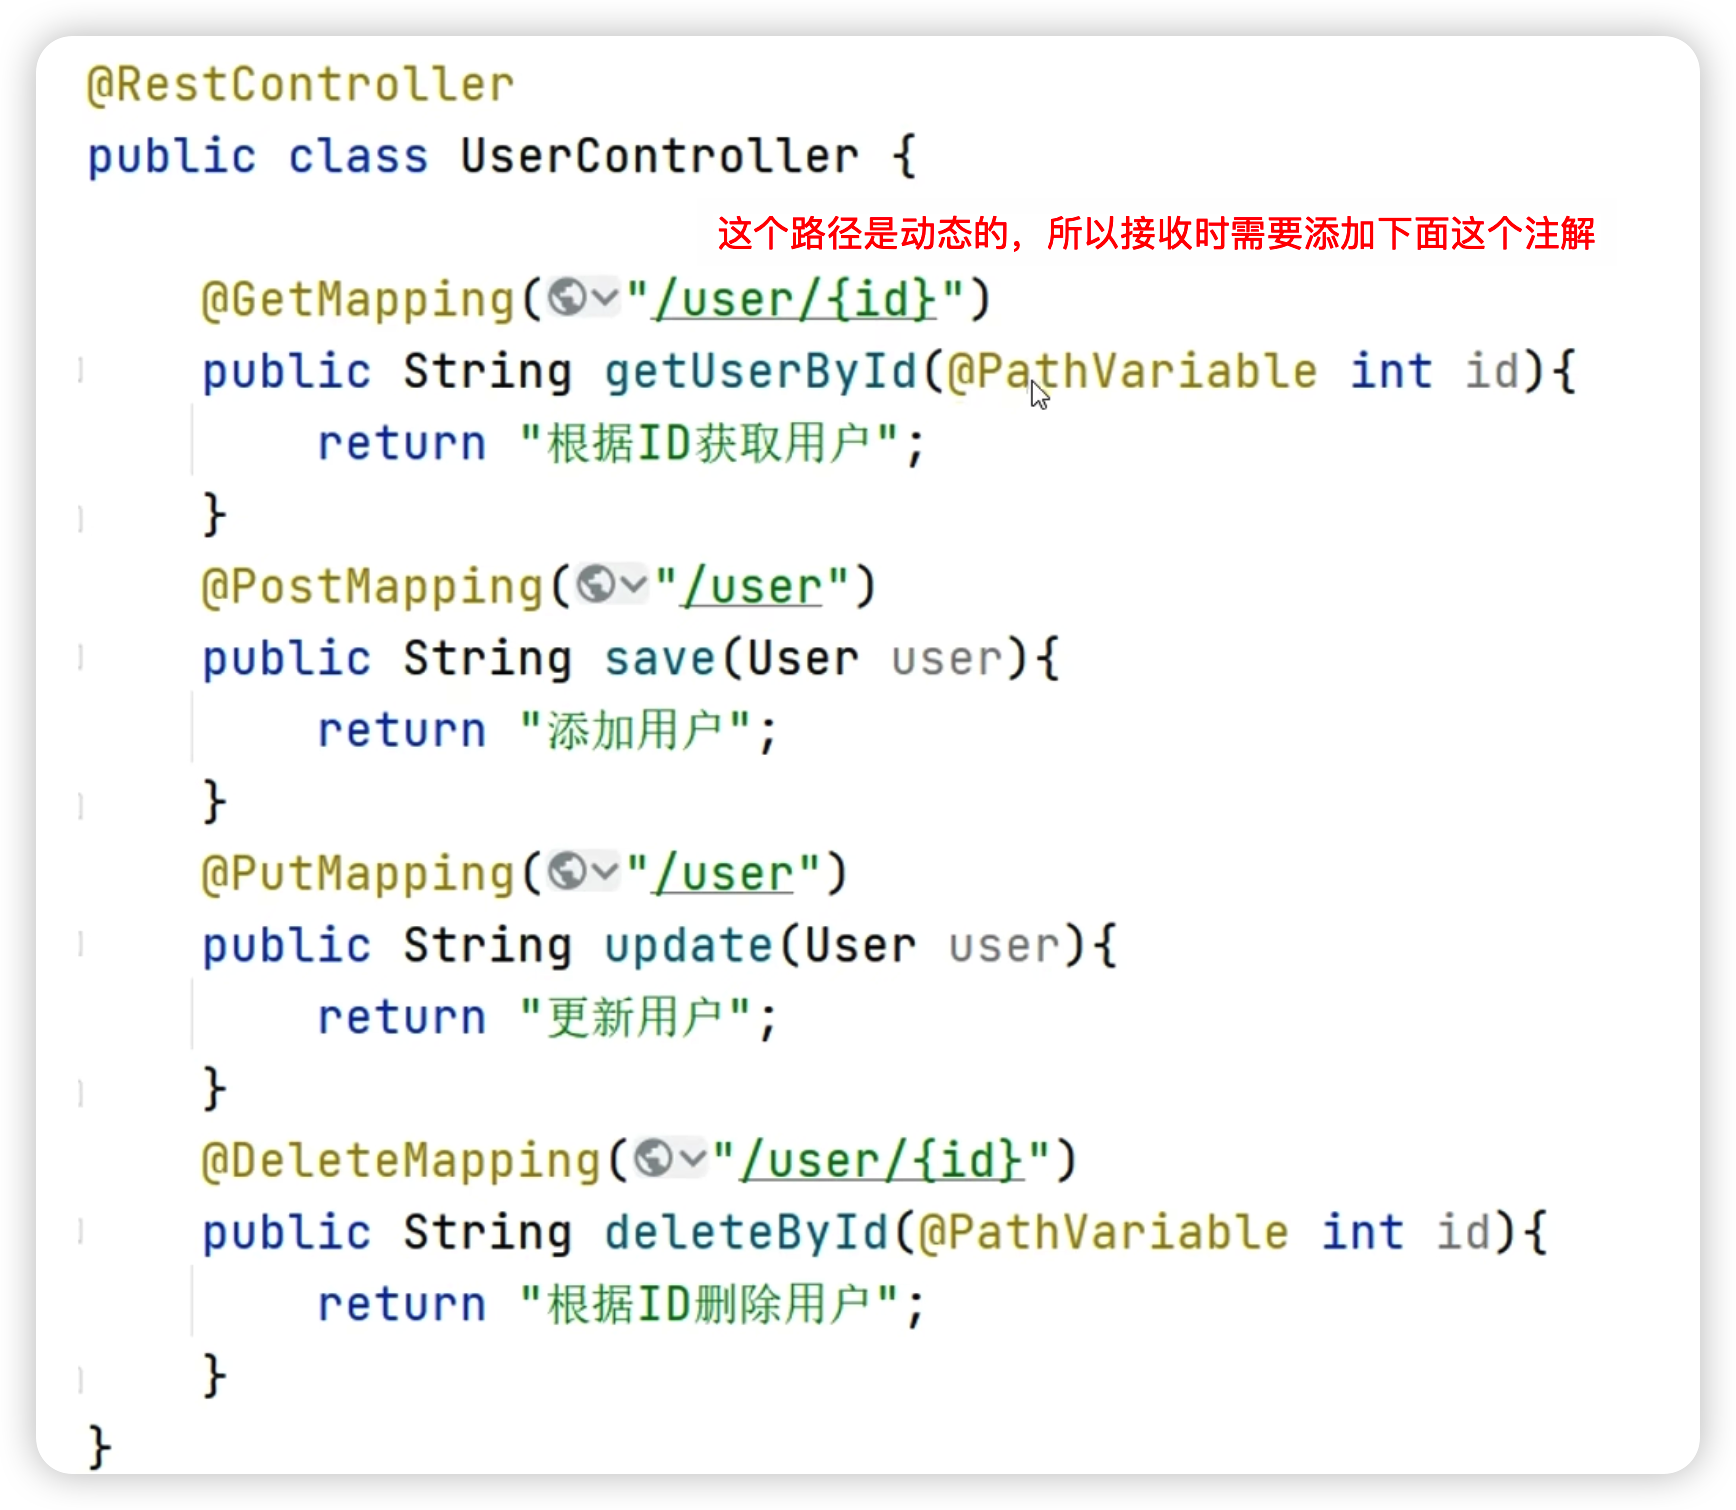 @RestController
public class UserController {
这个路径是动态的，所以接收时需要添加下面这个注解
@GetMapping("/user/{id}")
public String getUserById(@PathVariable int id){
return "根据ID获取用户";
}
@PostMapping("/user")
public String save(User user){
return "添加用户";
}
@PutMapping("/user")
public String update(User user){
return "更新用户";
}
@DeleteMapping("/user/{id}")
public String deleteById(@PathVariable int id){
return "根据ID删除用户";
}
}